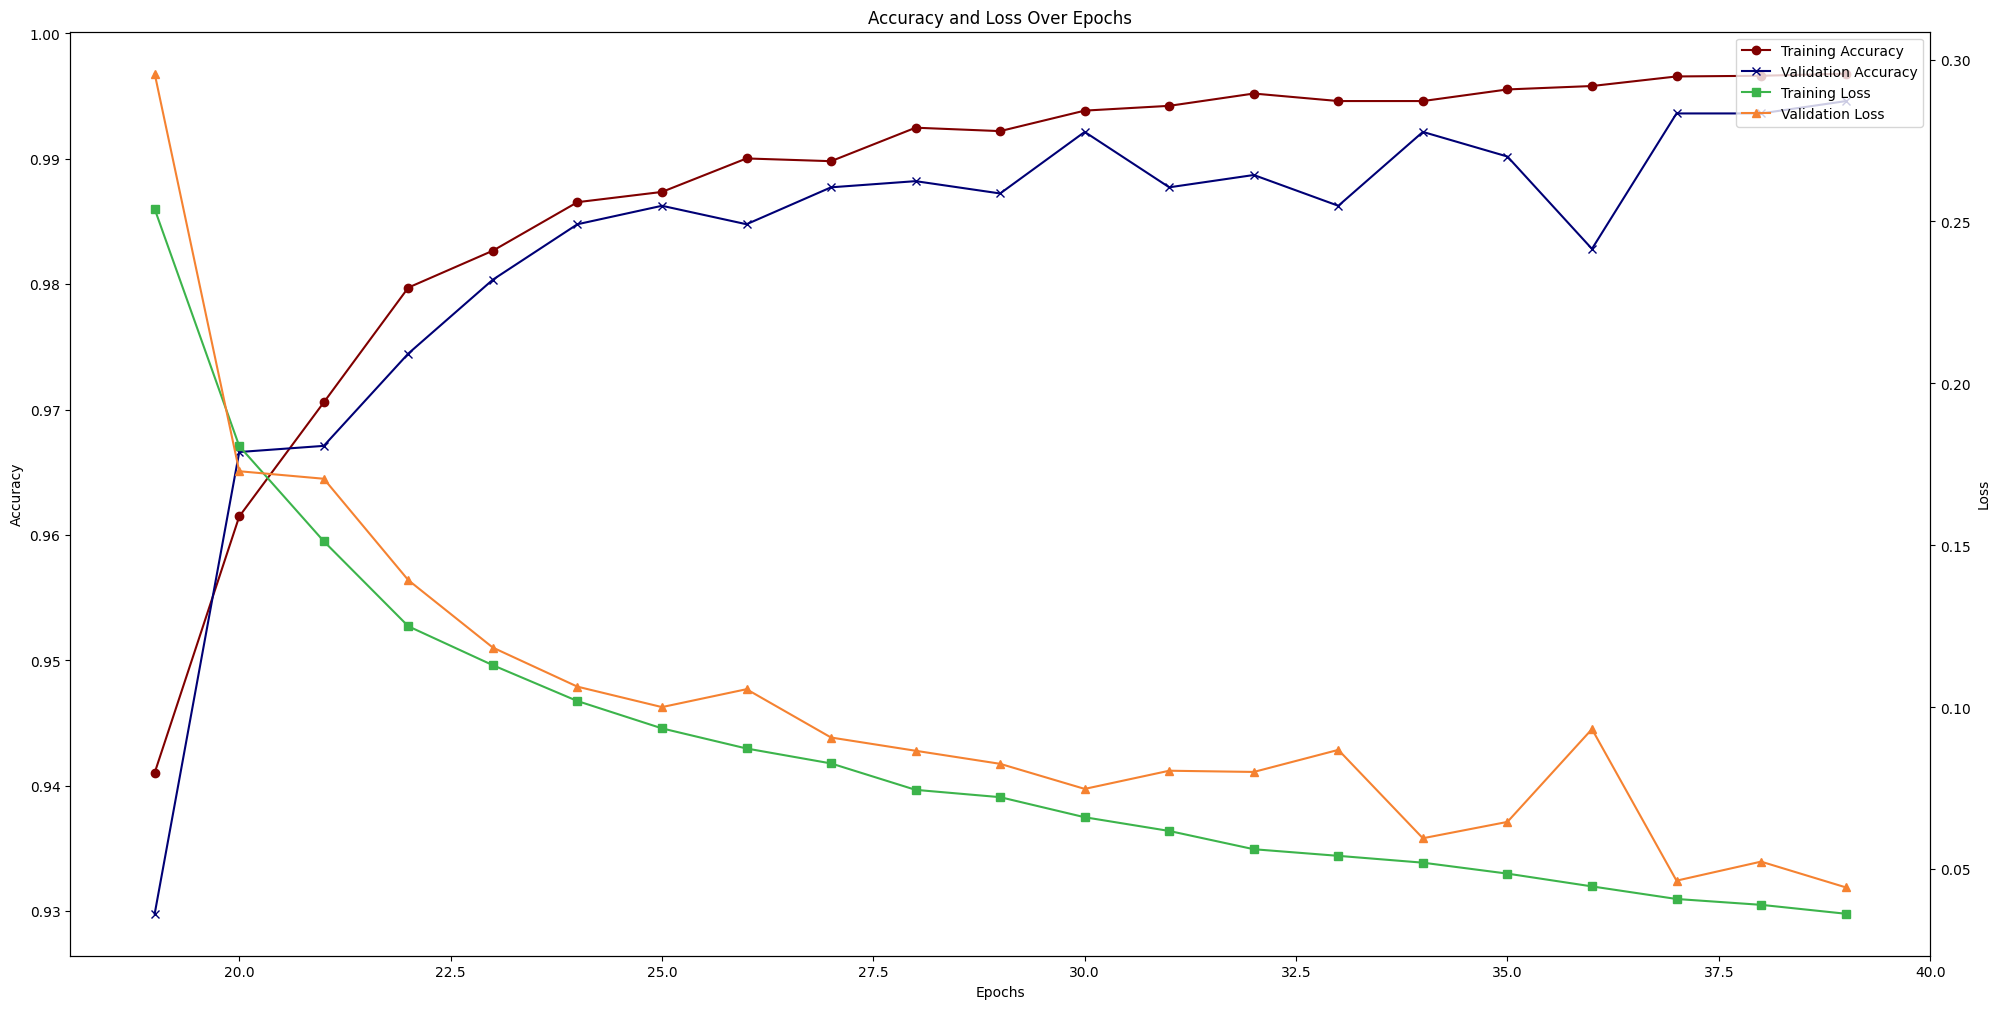 Accuracy and Loss Over Epochs
1.00
0.99
0.98
0.97
0.96
0.95
0.94
0.93
Accuracy
Training Accuracy
Validation Accuracy
Training Loss
Validation Loss
0.30
0.25
0.20
0.15
0.10
0.05
Loss
20.0 22.5 25.0 27.5 30.0 32.5 35.0 37.5 40.0
Epochs